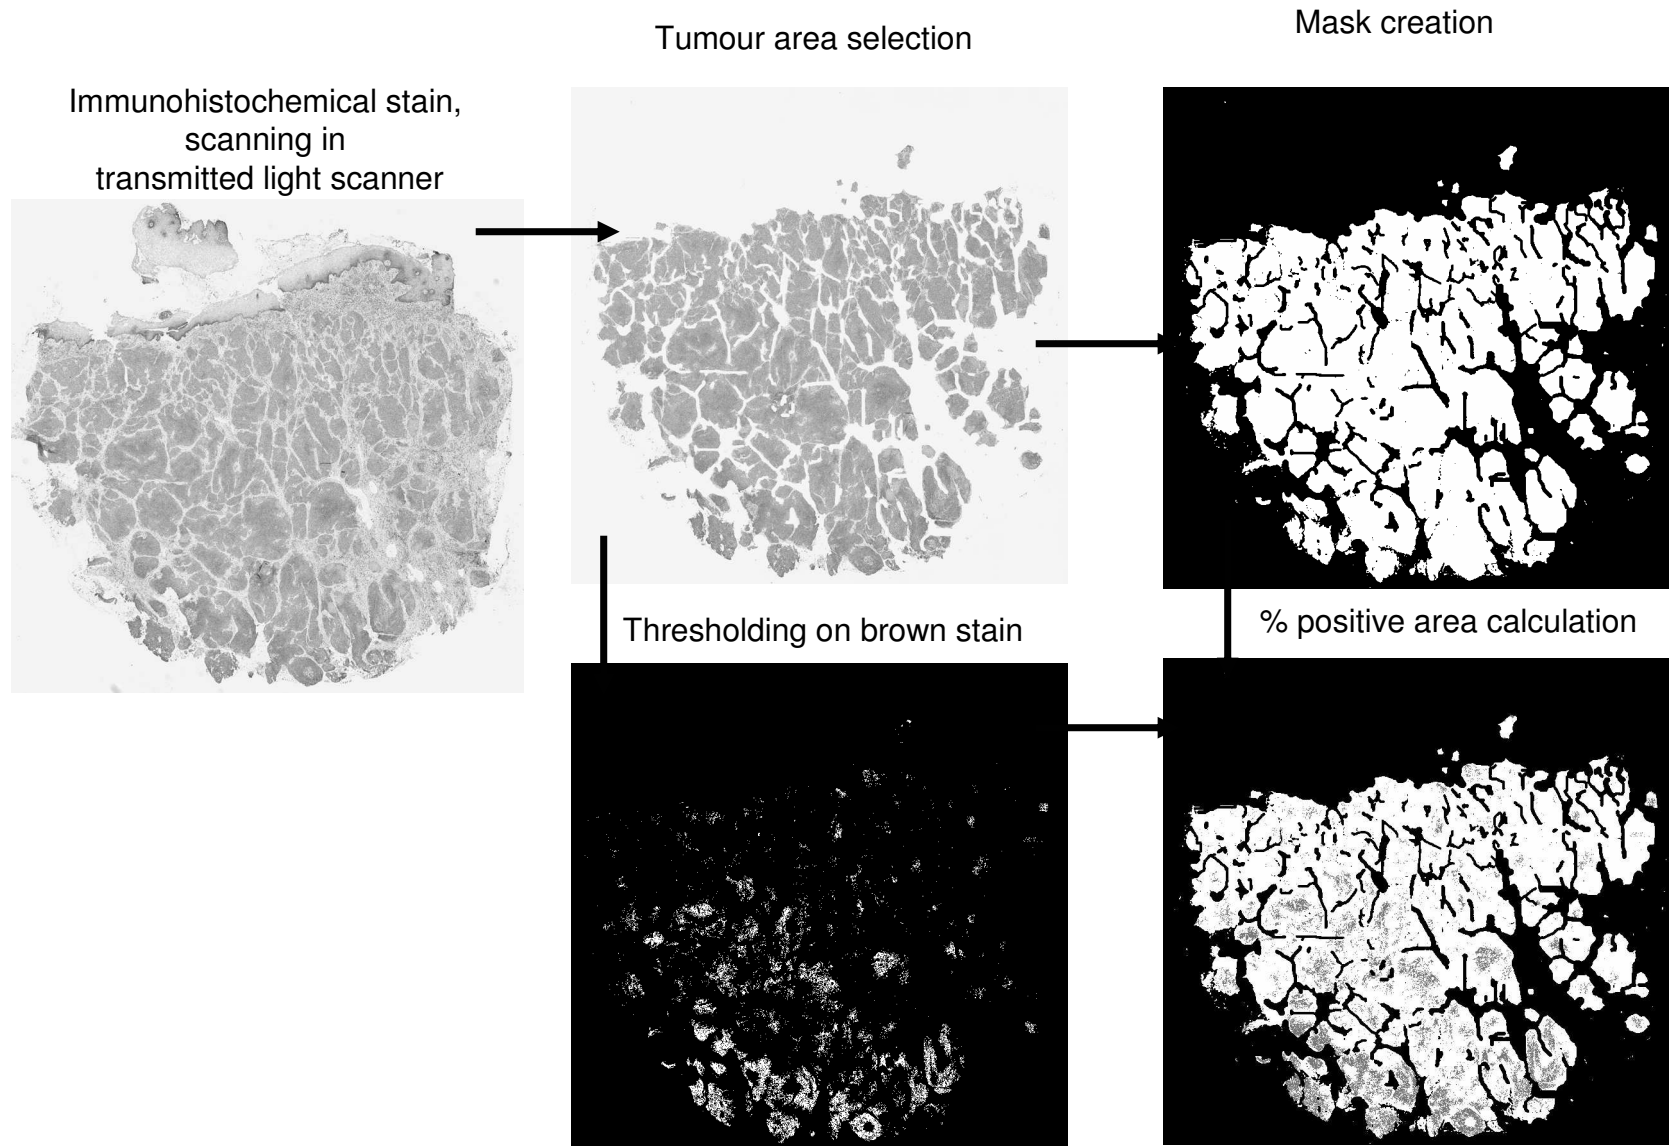 Tumour area selection
Mask creation
Immunohistochemical stain,
scanning in
transmitted light scanner
Thresholding on brown stain
% positive area calculation